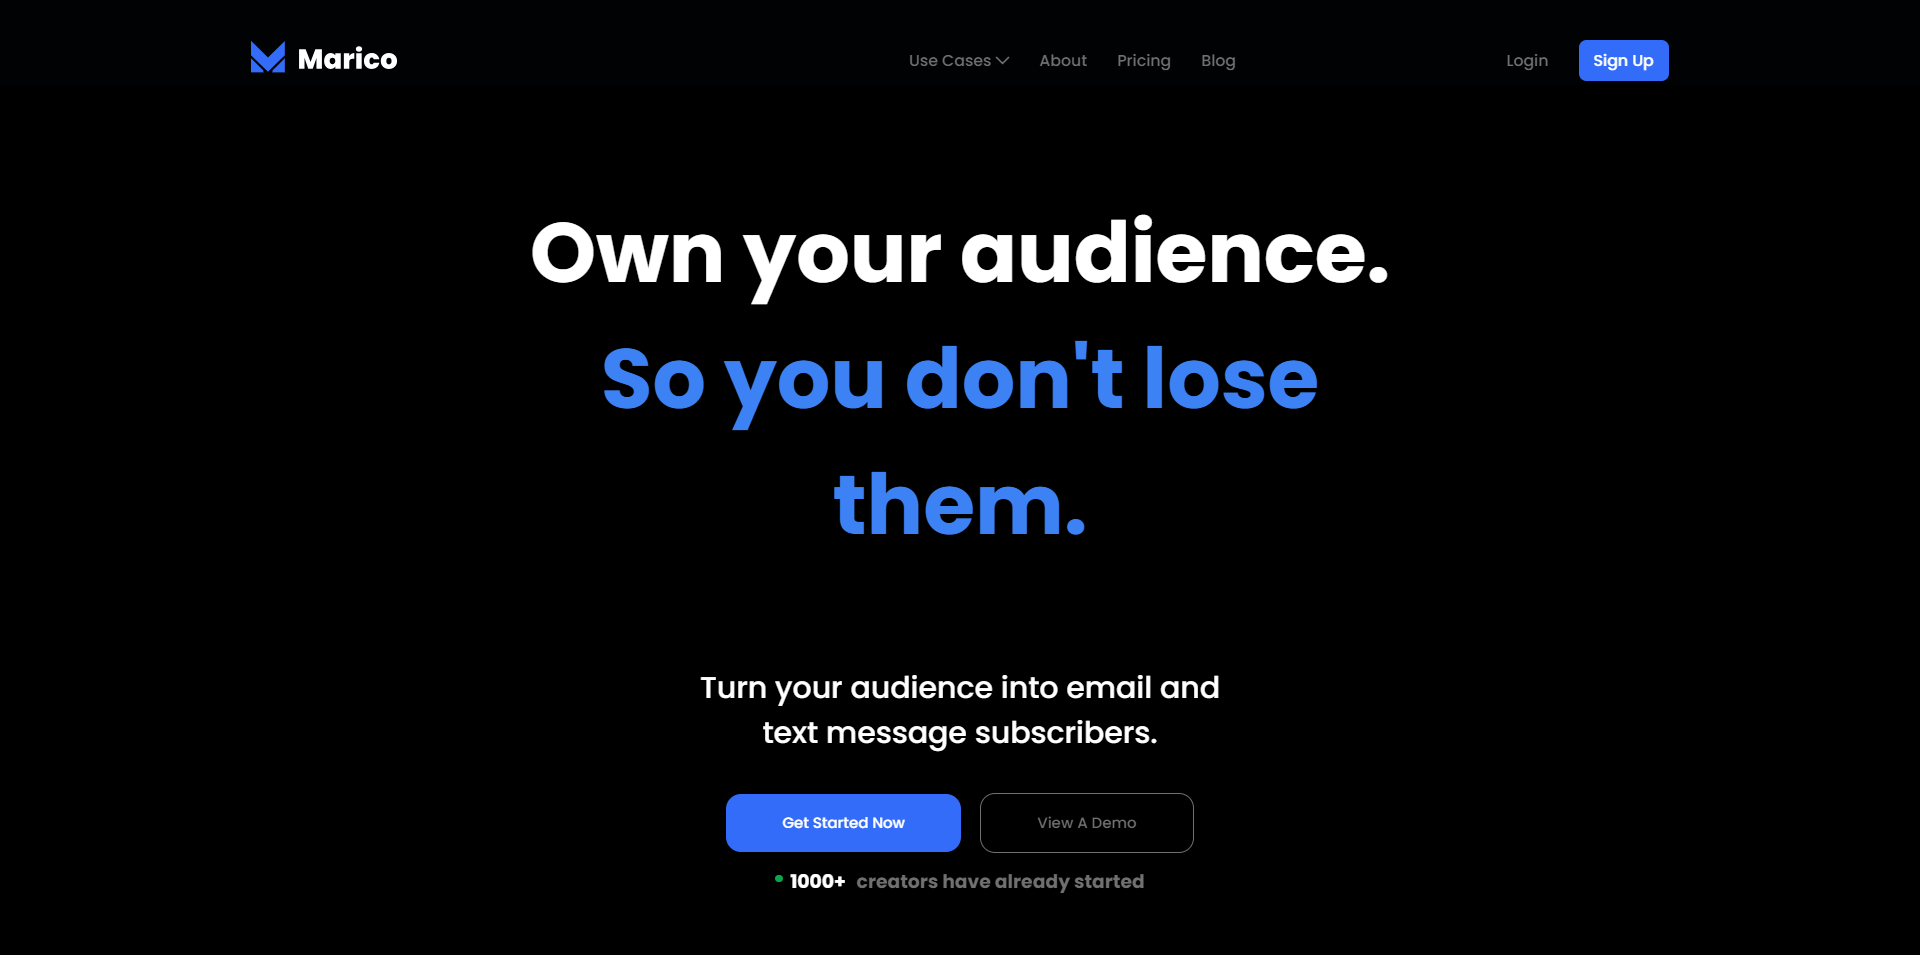 Marico
Use Cases
About
Pricing
Blog
Login
Sign Up
Own your audience.
So you don't lose
them.
Turn your audience into email and
text message subscribers.
Get Started Now
View A Demo
1000+ creators have already started